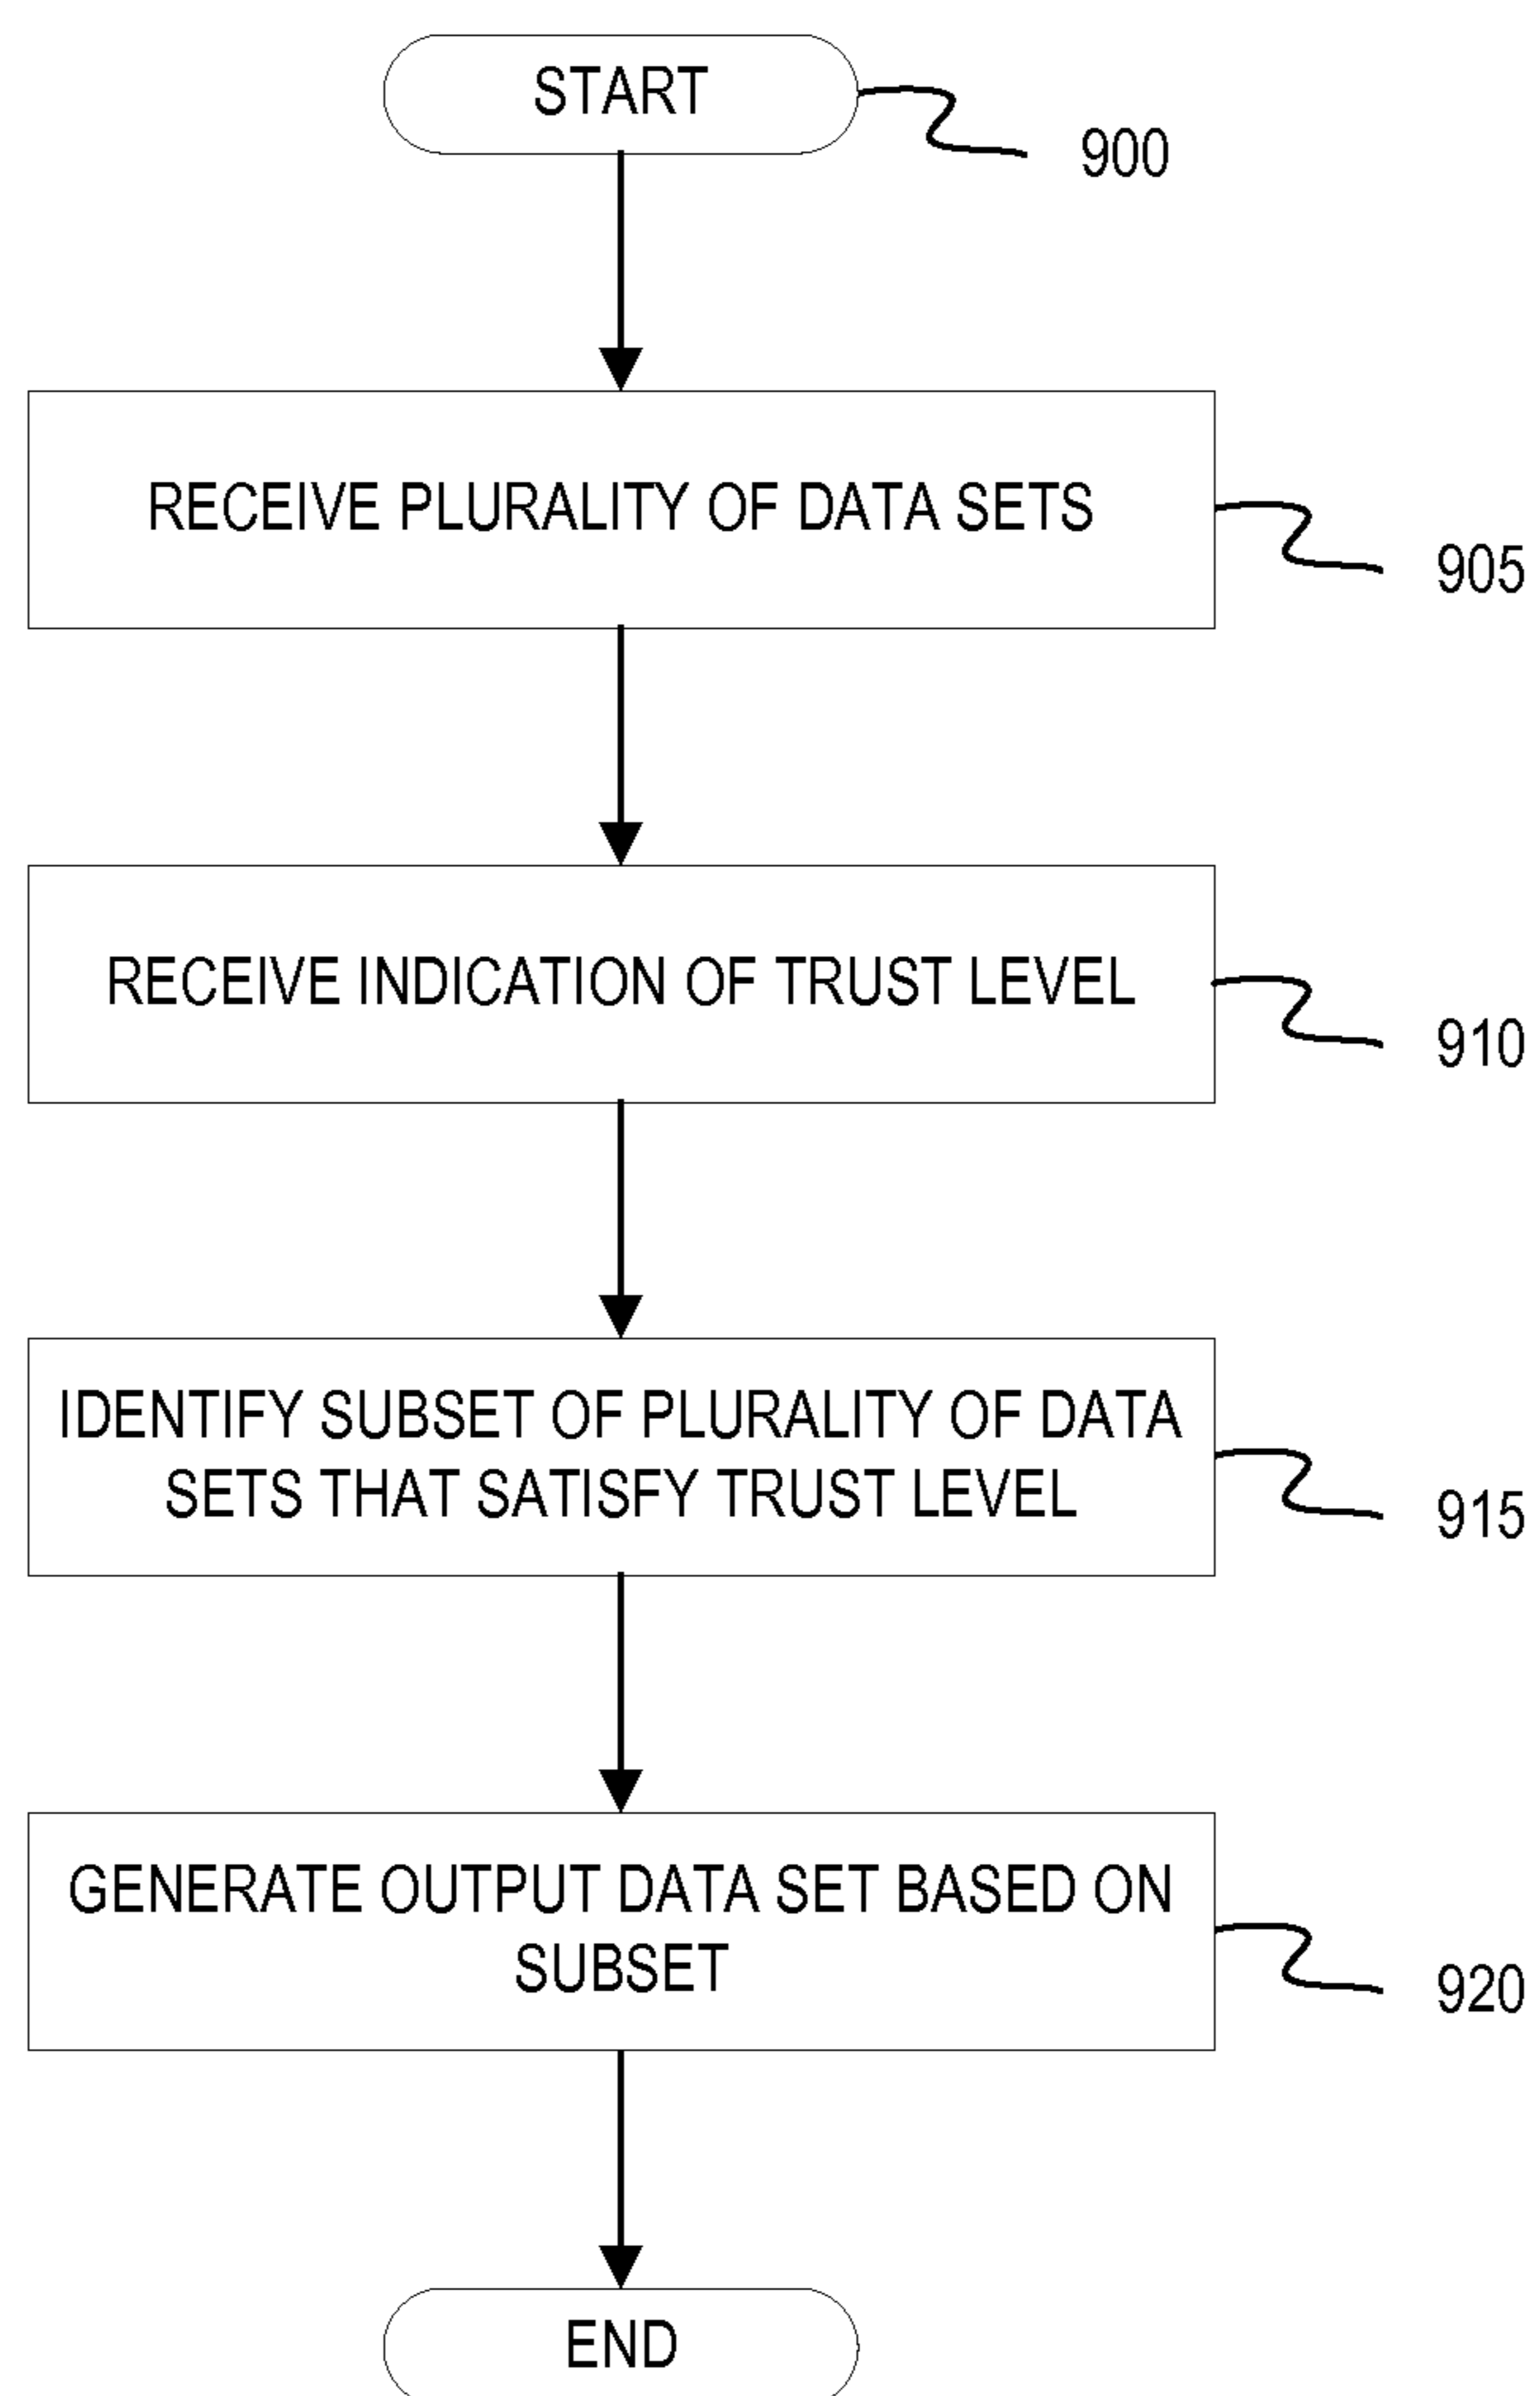 START
900
RECEIVE PLURALITY OF DATA SETS
905
RECEIVE INDICATION OF TRUST LEVEL
910
IDENTIFY SUBSET OF PLURALITY OF DATA
SETS THAT SATISFY TRUST LEVEL
915
GENERATE OUTPUT DATA SET BASED ON
SUBSET
920
END